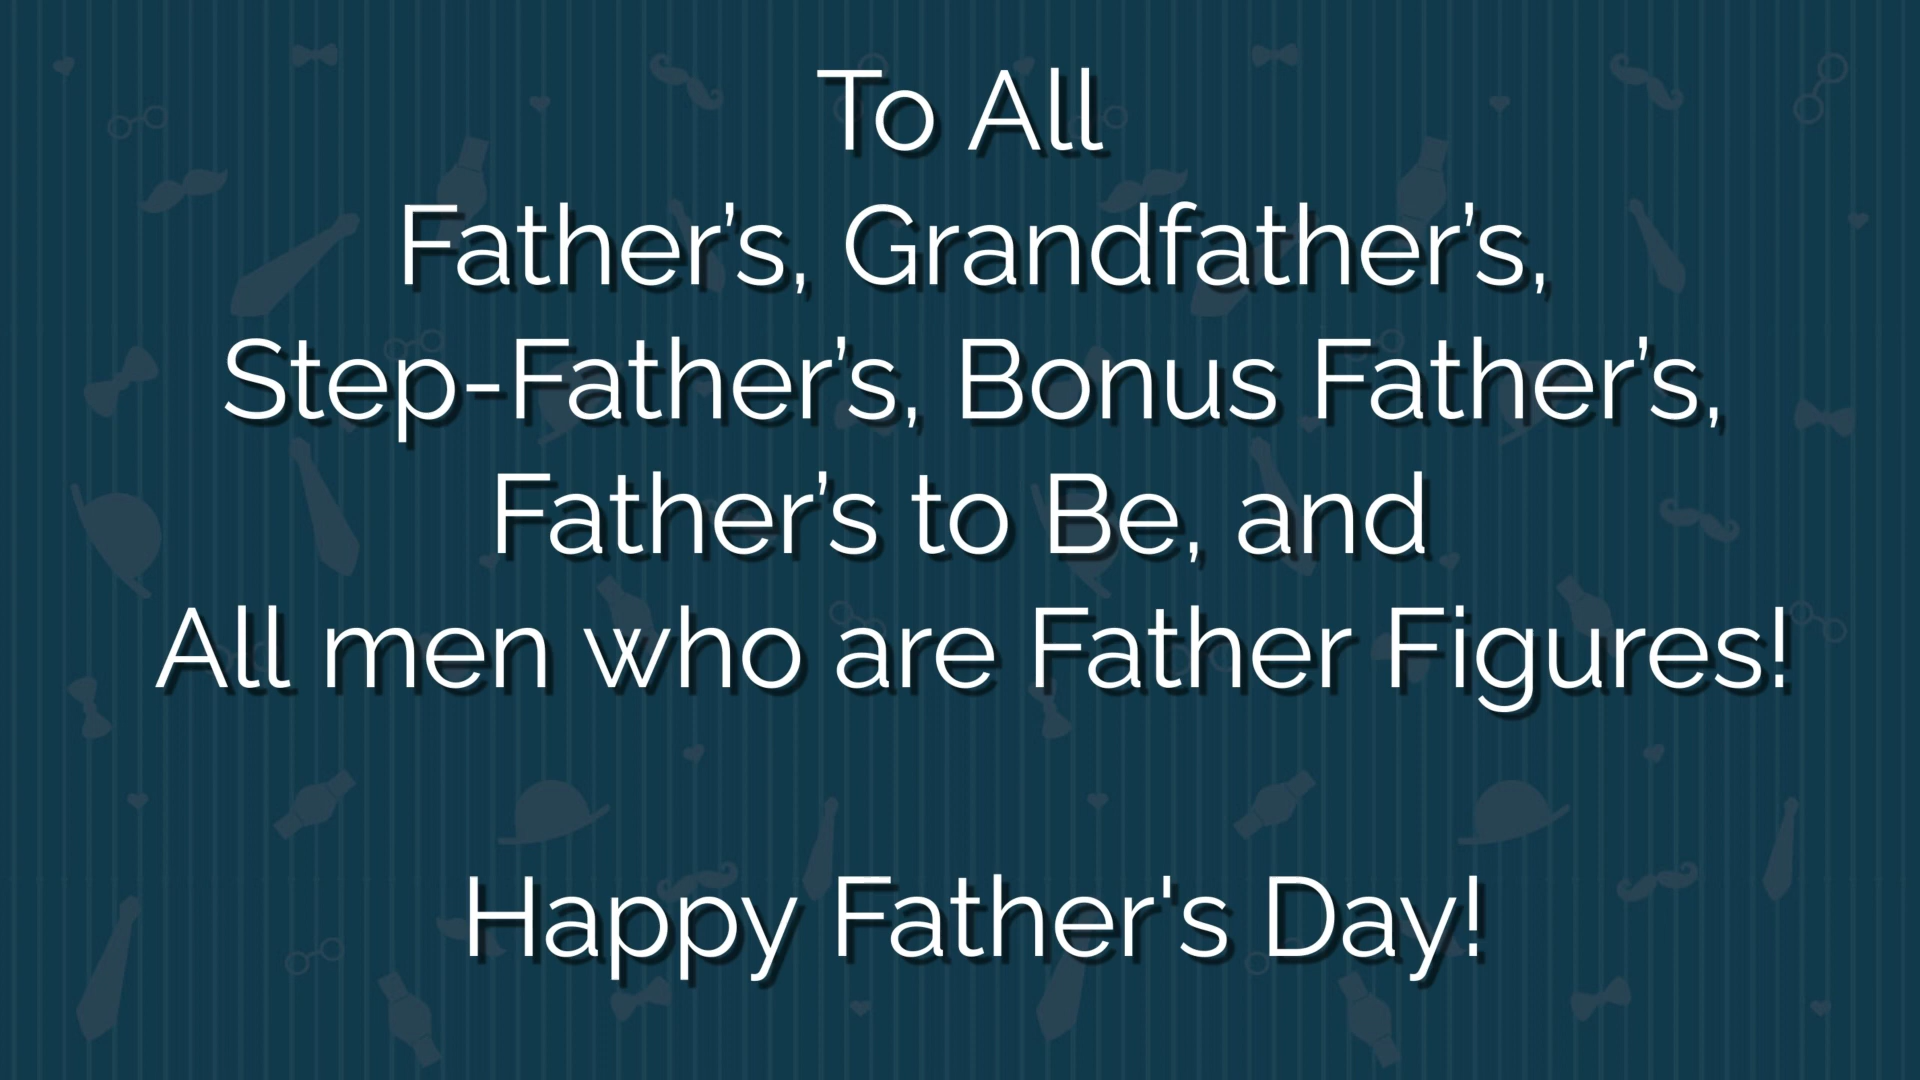 To All
Father’s, Grandfather’s,
Step-Father’s, Bonus Father’s,
Father’s to Be, and
All men who are Father Figures!
Happy Father's Day!